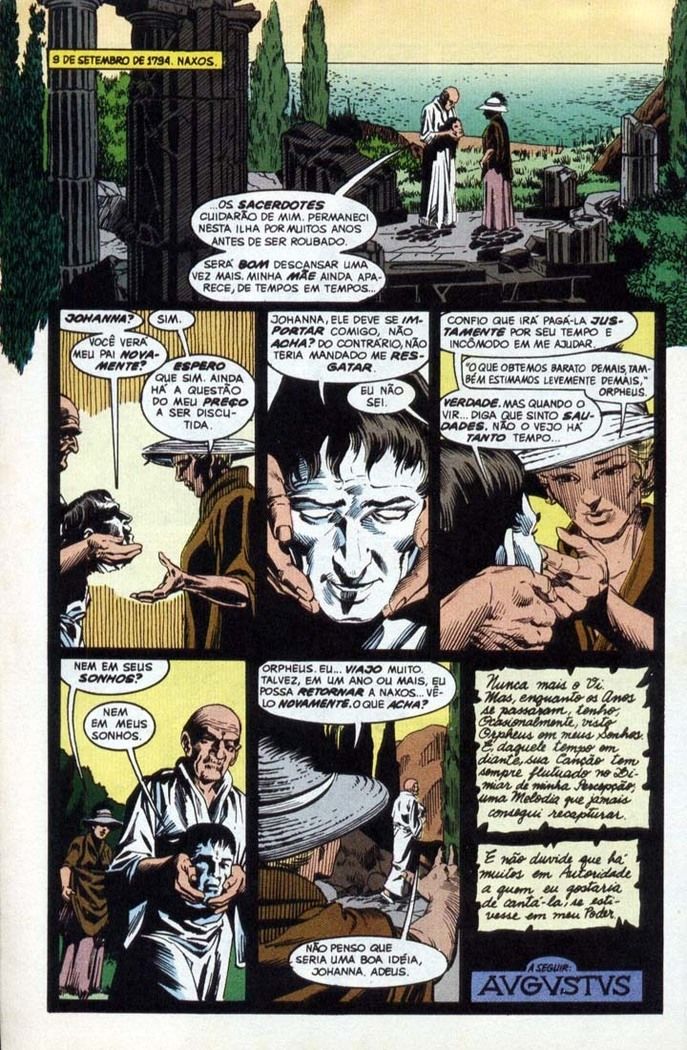 9 DE SETEMBRO DE 1794. NAXOS.
...OS SACERDOTES
CUIDARÃO DE MIM. PERMANECI
NESTA ILHA POR MUITOS ANOS
ANTES DE SER ROUBADO.
SERÁ BOM DESCANSAR UMA
VEZ MAIS. MINHA MÃE AINDA APA-
RECE, DE TEMPOS EM TEMPOS...
JOHANNA?
SIM.
VOCÊ VERÁ
MEU PAI NOVA-
MENTE?
ESPERO
QUE SIM. AINDA
HÁ A QUESTÃO
DO MEU PREÇO
A SER DISCU-
TIDA.
JOHANNA, ELE DEVE SE IM-
PORTAR COMIGO, NÃO
ACHA? DO CONTRÁRIO, NÃO
TERIA MANDADO ME RES-
GATAR.
EU NÃO
SEI.
CONFIO QUE IRÁ PAGÁ-LA JUS-
TAMENTE POR SEU TEMPO E
INCÔMODO EM ME AJUDAR.
"O QUE OBTEMOS BARATO DEMAIS, TAM-
BÉM ESTIMAMOS LEVEMENTE DEMAIS,"
ORPHEUS.
VERDADE. MAS QUANDO O
VIR... DIGA QUE SINTO SAU-
DADES. NÃO O VEJO HÁ
TANTO TEMPO...
NEM EM SEUS
SONHOS?
NEM
EM MEUS
SONHOS.
ORPHEUS. EU... VIAJO MUITO.
TALVEZ, EM UM ANO OU MAIS, EU
POSSA RETORNAR A NAXOS... VÊ-
LO NOVAMENTE. O QUE ACHA?
NÃO PENSO QUE
SERIA UMA BOA IDÉIA,
JOHANNA. ADEUS.
Nunca mais o Vi.
Mas, enquanto os Anos
se passaram, tenho,
Ocasionalmente, visto
Orpheus em meus Sonhos.
E, daquele tempo em
diante, sua Canção tem
sempre flutuado no Li-
miar de minha Percepção,
uma Melodia que jamais
consegui recapturar.
E não duvide que há
muitos em Autoridade
a quem eu gostaria
de cantá-la, se esti-
vesse em meu Poder.
A SEGUIR:
AVGVSTVS